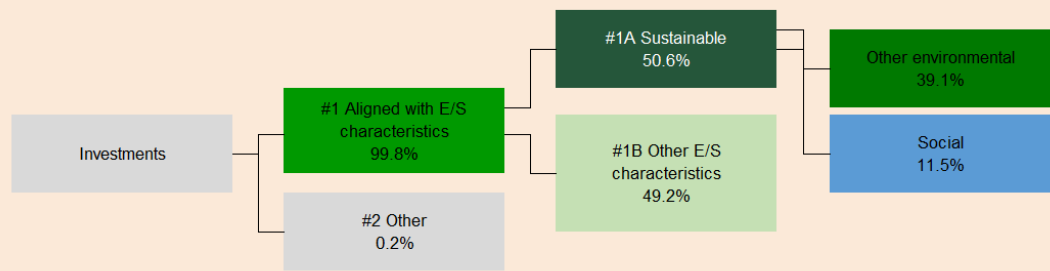 Investments
#1 Aligned with E/S
characteristics
99.8%
#2 Other
0.2%
#1A Sustainable
50.6%
#1B Other E/S
characteristics
49.2%
Other environmental
39.1%
Social
11.5%